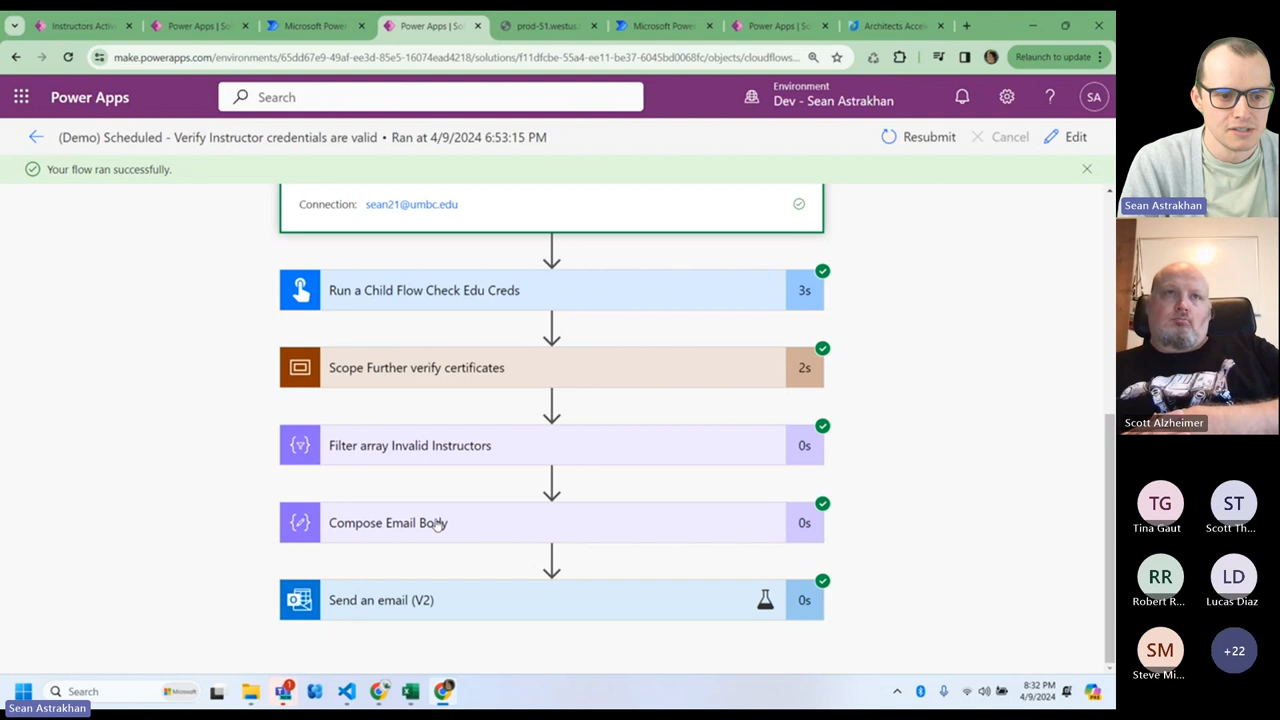 Instructors Activ
Power Apps | So
Microsoft Power
Power Apps | So
prod-51.westus
Microsoft Power
Power Apps | So
Architects Accel
make.powerapps.com/environments/65dd67e9-49af-ee3d-85e5-16074ead4218/solutions/f11dfcbe-55a4-ee11-be37-6045bd0068fc/objects/cloudflows...
Relaunch to update
Power Apps
Search
Environment
Dev - Sean Astrakhan
SA
(Demo) Scheduled - Verify Instructor credentials are valid • Ran at 4/9/2024 6:53:15 PM
Resubmit
Cancel
Edit
Your flow ran successfully.
Connection: sean21@umbc.edu
Run a Child Flow Check Edu Creds
3s
Scope Further verify certificates
2s
Filter array Invalid Instructors
0s
Compose Email Body
0s
Send an email (V2)
0s
Search
Microsoft
1
8:32 PM
4/9/2024
Sean Astrakhan
Sean Astrakhan
Scott Alzheimer
TG
Tina Gaut
ST
Scott Th...
RR
Robert R...
LD
Lucas Diaz
SM
Steve Mi...
+22